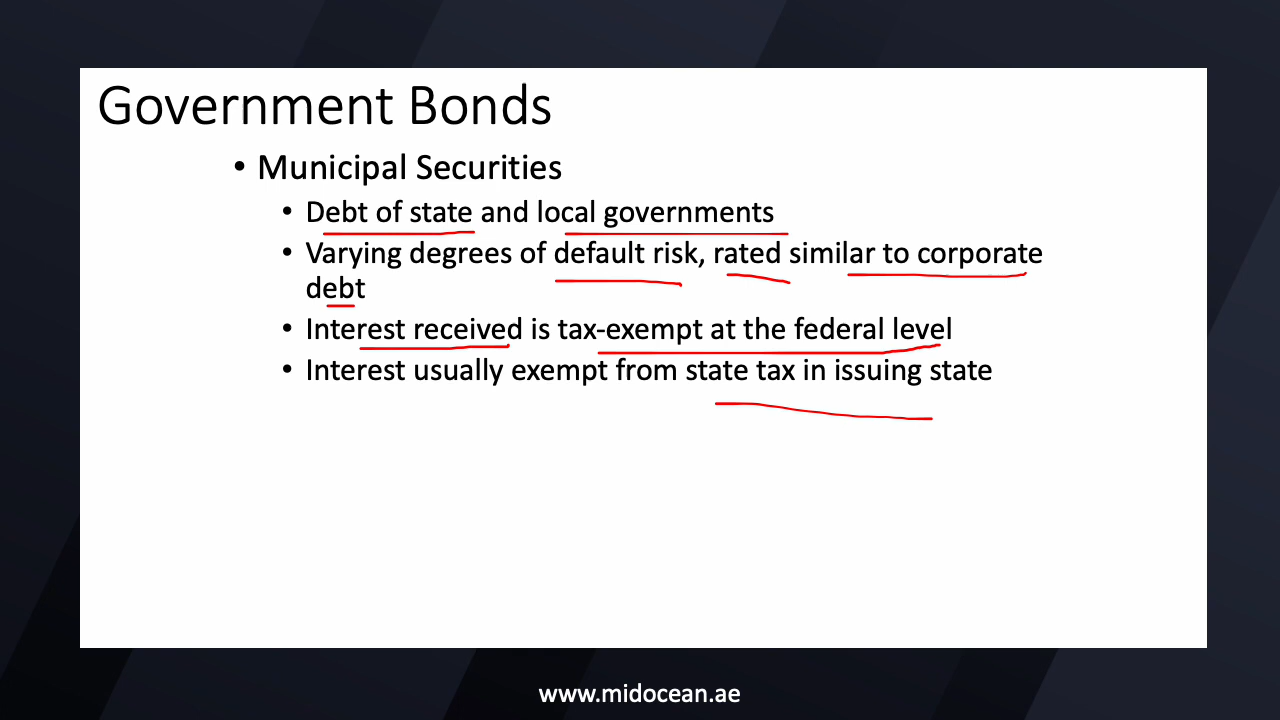 Government Bonds
• Municipal Securities
• Debt of state and local governments
• Varying degrees of default risk, rated similar to corporate
debt
• Interest received is tax-exempt at the federal level
• Interest usually exempt from state tax in issuing state
www.midocean.ae